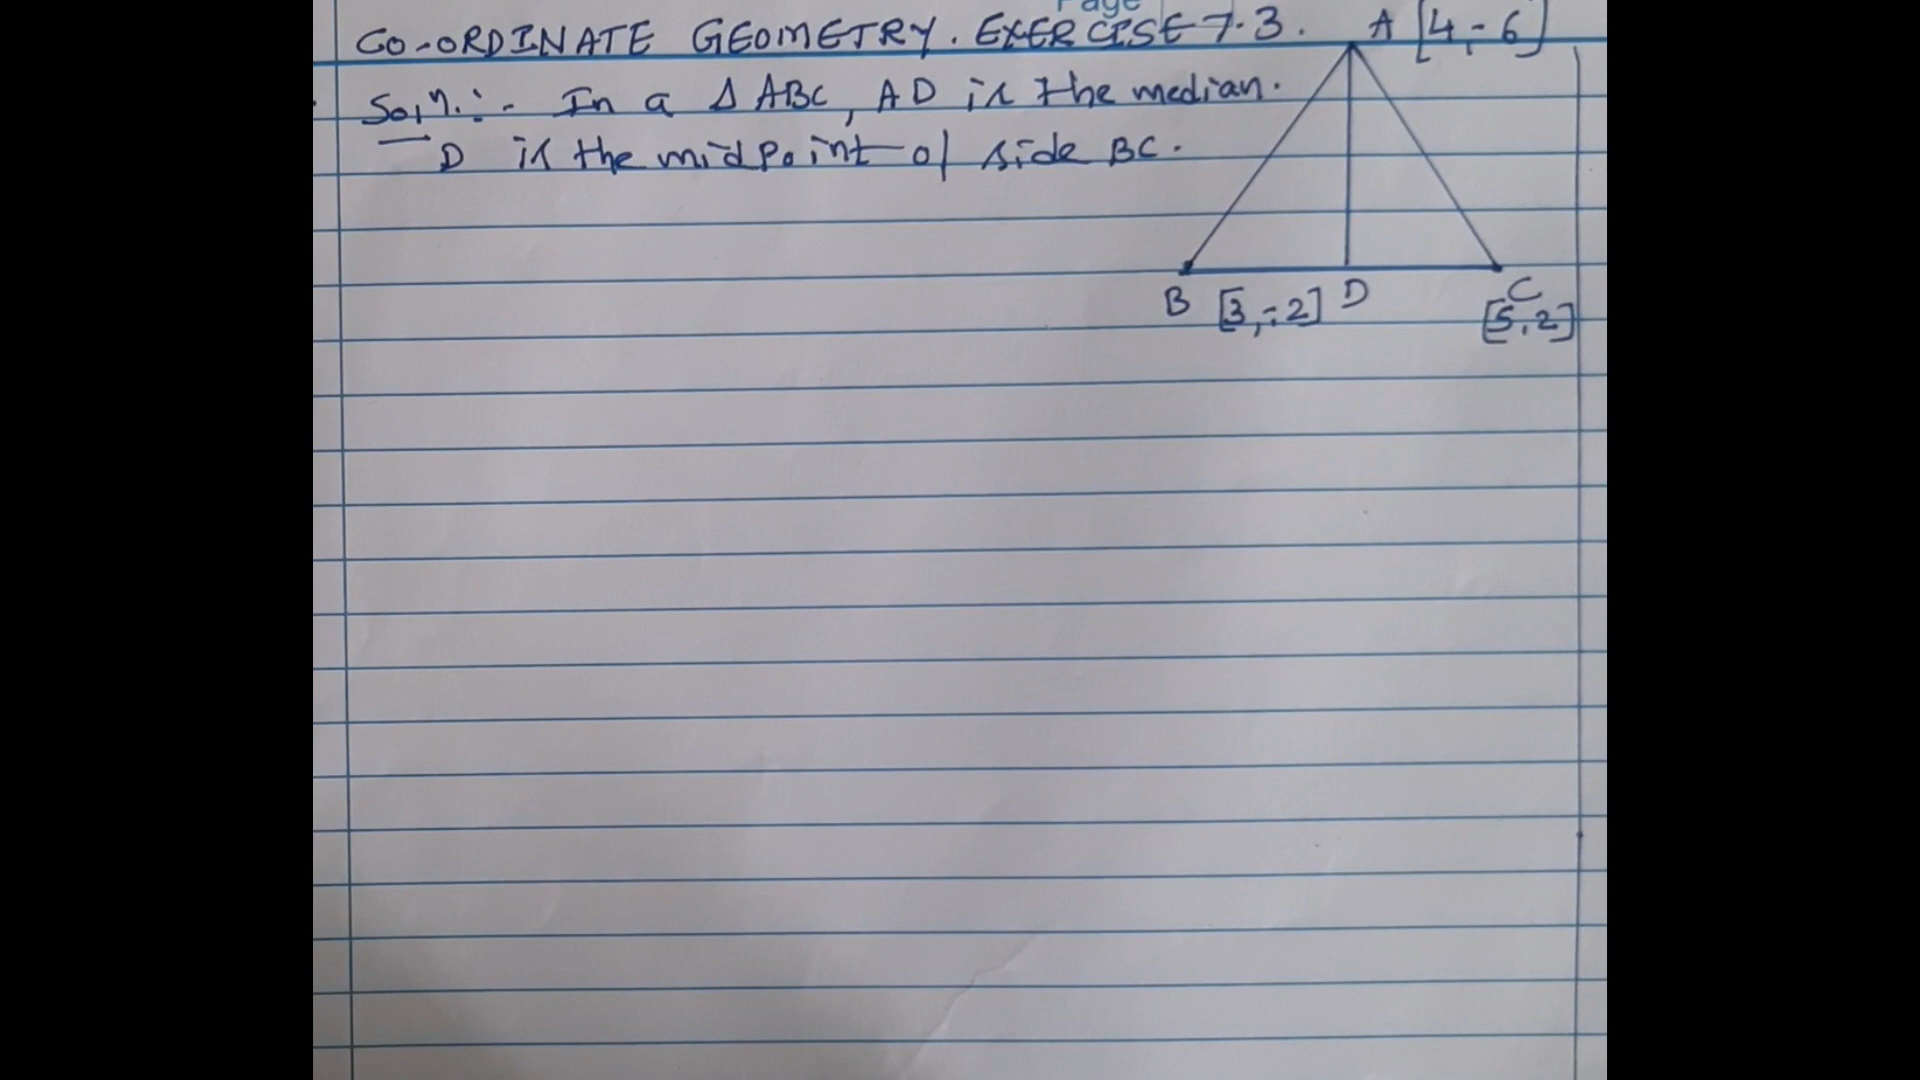 Page
CO-ORDINATE GEOMETRY. EXERCISE 7.3. A [4,-6]
Soln.:- In a Δ ABC, AD is the median.
D is the midpoint of side BC.
B [3,-2] D C
[5,2]